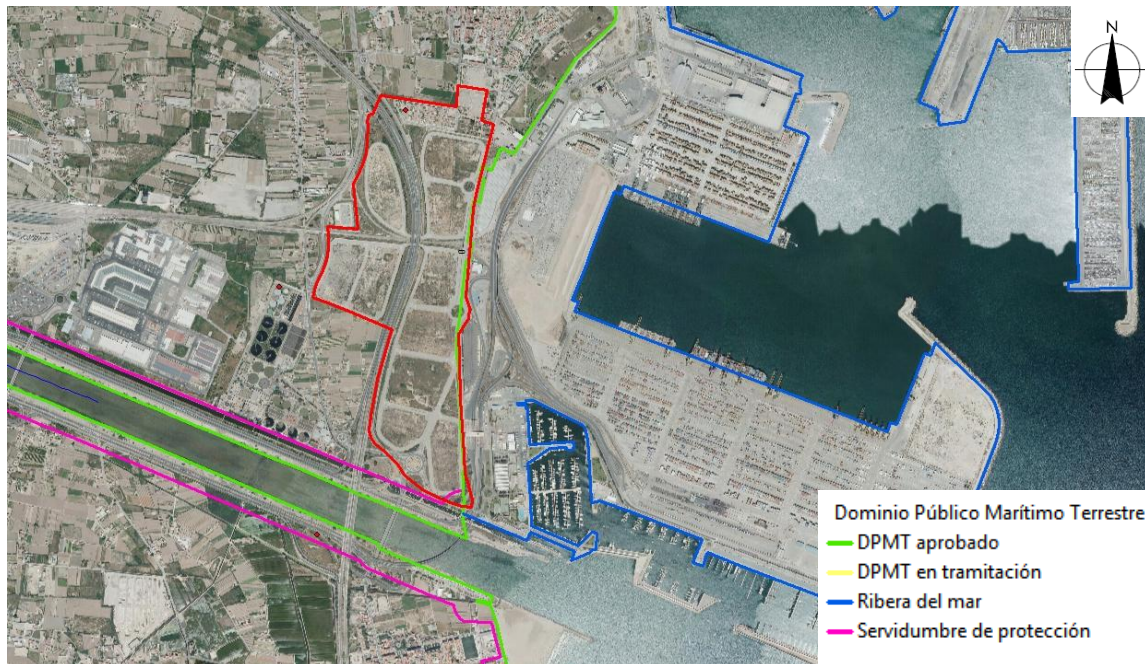 N
Dominio Público Marítimo Terrestre
DPMT aprobado
DPMT en tramitación
Ribera del mar
Servidumbre de protección